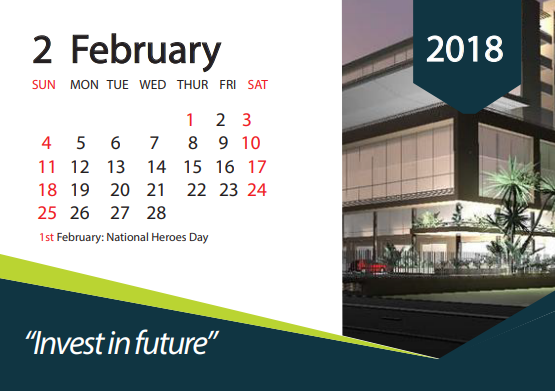 2 February
2018
SUN MON TUE WED THUR FRI SAT
1 2 3
4 5 6 7 8 9 10
11 12 13 14 15 16 17
18 19 20 21 22 23 24
25 26 27 28
1st February: National Heroes Day
“Invest in future”